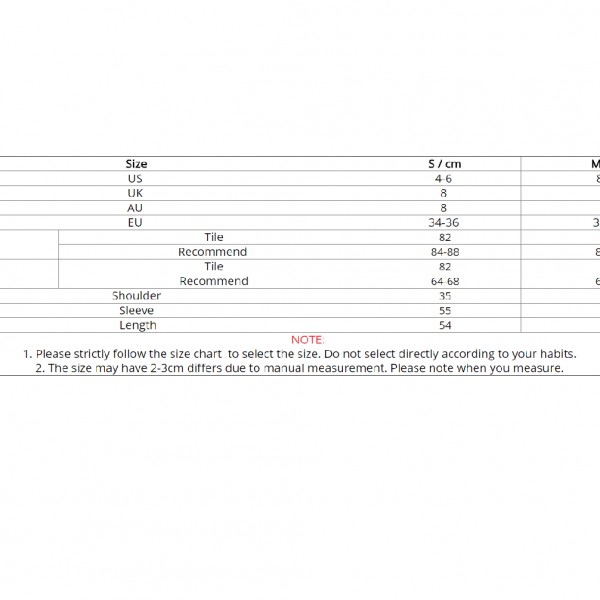 Size S / cm M
US 4-6 8
UK 8
AU 8
EU 34-36 3
Tile 82
Recommend 84-88 8
Tile 82
Recommend 64-68 6
Shoulder 35
Sleeve 55
Length 54
NOTE:
1. Please strictly follow the size chart to select the size. Do not select directly according to your habits.
2. The size may have 2-3cm differs due to manual measurement. Please note when you measure.